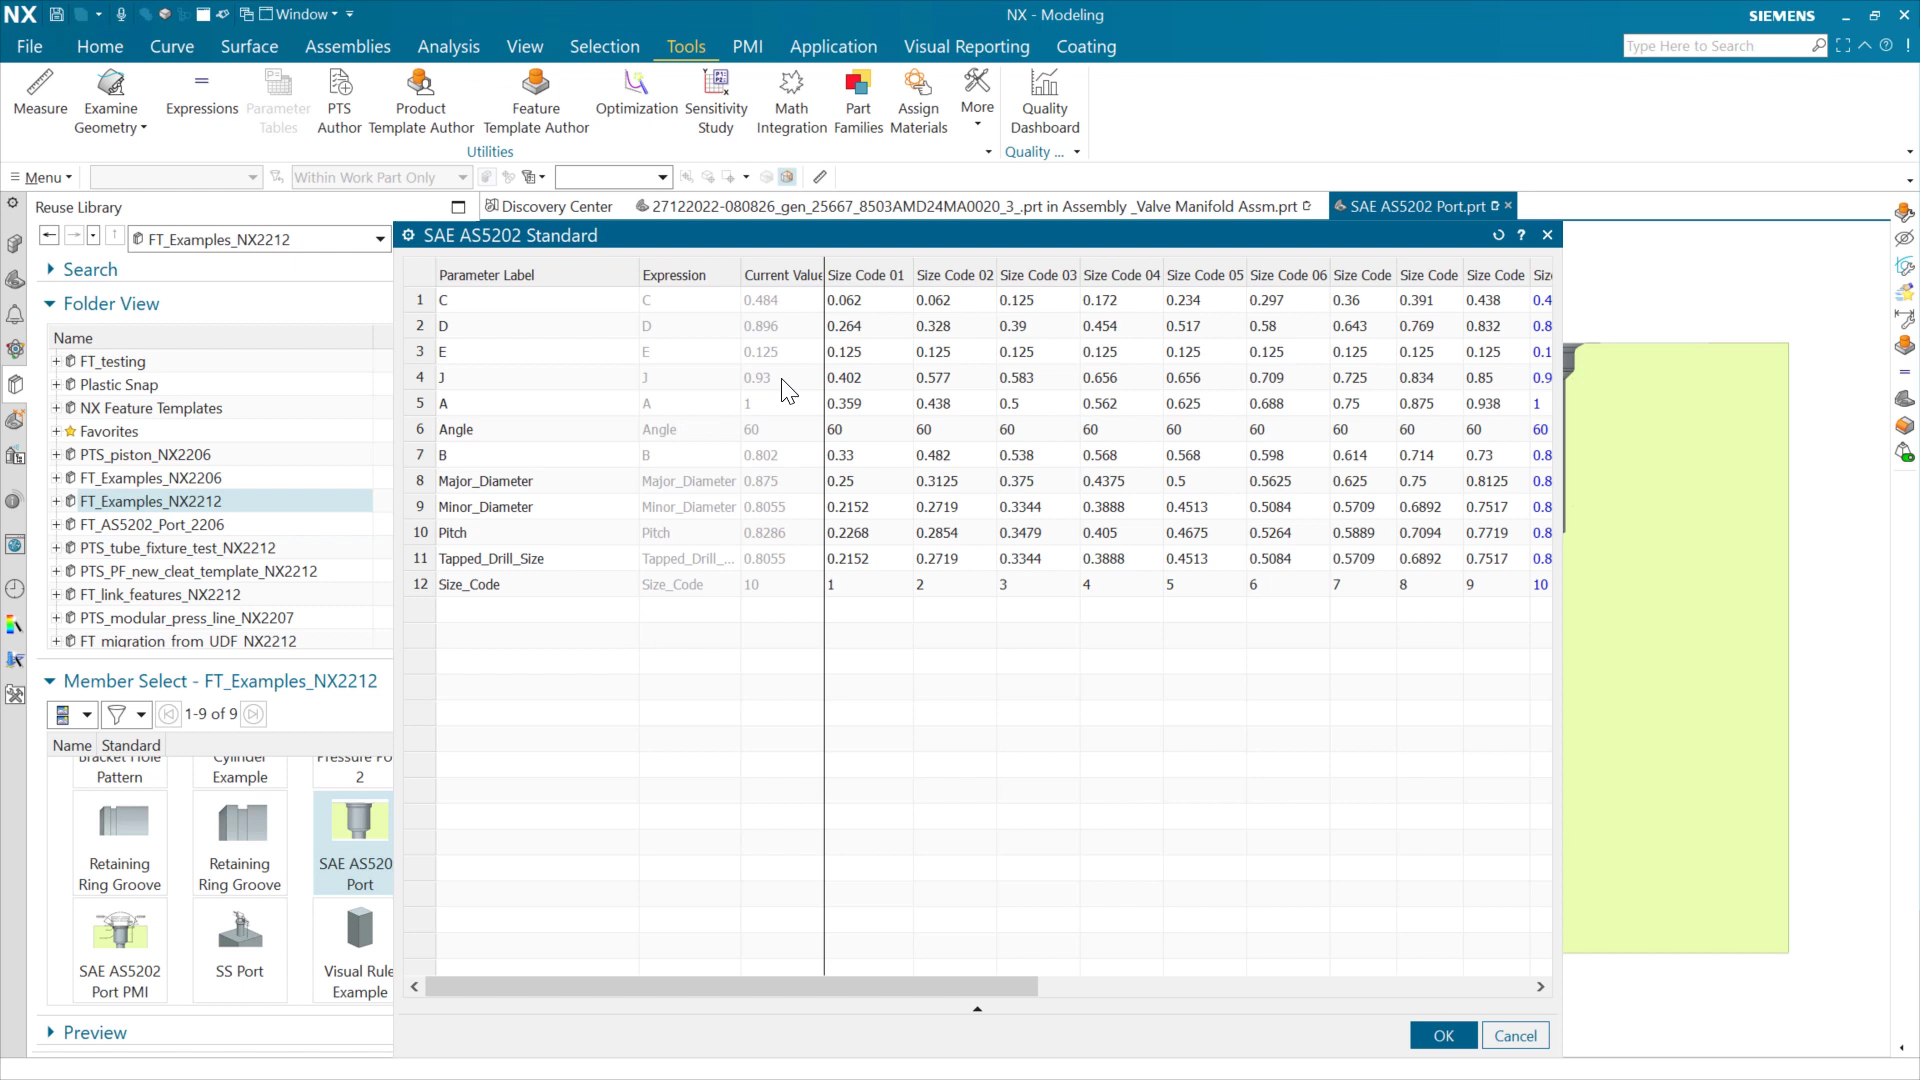 NX
Window
NX - Modeling
SIEMENS
File Home Curve Surface Assemblies Analysis View Selection Tools PMI Application Visual Reporting Coating
Type Here to Search
Measure
Examine Geometry
Expressions
Parameter Tables
PTS Author
Product Template Author
Feature Template Author
Optimization
Sensitivity Study
Math Integration
Part Families
Assign Materials
More
Quality Dashboard
Utilities
Quality ...
Menu
Within Work Part Only
Reuse Library
Discovery Center
27122022-080826_gen_25667_8503AMD24MA0020_3_.prt in Assembly _Valve Manifold Assm.prt
SAE AS5202 Port.prt
FT_Examples_NX2212
Search
Folder View
Name
FT_testing
Plastic Snap
NX Feature Templates
Favorites
PTS_piston_NX2206
FT_Examples_NX2206
FT_Examples_NX2212
FT_AS5202_Port_2206
PTS_tube_fixture_test_NX2212
PTS_PF_new_cleat_template_NX2212
FT_link_features_NX2212
PTS_modular_press_line_NX2207
FT_migration_from_UDF_NX2212
Member Select - FT_Examples_NX2212
1-9 of 9
Name Standard
Bracket Hole Pattern
Cylinder Example
Pressure Po 2
Retaining Ring Groove
Retaining Ring Groove
SAE AS520 Port
SAE AS5202 Port PMI
SS Port
Visual Rule Example
Preview
SAE AS5202 Standard
Parameter Label Expression Current Value Size Code 01 Size Code 02 Size Code 03 Size Code 04 Size Code 05 Size Code 06 Size Code Size Code Size Code Siz
1 C C 0.484 0.062 0.062 0.125 0.172 0.234 0.297 0.36 0.391 0.438 0.4
2 D D 0.896 0.264 0.328 0.39 0.454 0.517 0.58 0.643 0.769 0.832 0.8
3 E E 0.125 0.125 0.125 0.125 0.125 0.125 0.125 0.125 0.125 0.125 0.1
4 J J 0.93 0.402 0.577 0.583 0.656 0.656 0.709 0.725 0.834 0.85 0.9
5 A A 1 0.359 0.438 0.5 0.562 0.625 0.688 0.75 0.875 0.938 1
6 Angle Angle 60 60 60 60 60 60 60 60 60 60 60
7 B B 0.802 0.33 0.482 0.538 0.568 0.568 0.598 0.614 0.714 0.73 0.8
8 Major_Diameter Major_Diameter 0.875 0.25 0.3125 0.375 0.4375 0.5 0.5625 0.625 0.75 0.8125 0.8
9 Minor_Diameter Minor_Diameter 0.8055 0.2152 0.2719 0.3344 0.3888 0.4513 0.5084 0.5709 0.6892 0.7517 0.8
10 Pitch Pitch 0.8286 0.2268 0.2854 0.3479 0.405 0.4675 0.5264 0.5889 0.7094 0.7719 0.8
11 Tapped_Drill_Size Tapped_Drill_... 0.8055 0.2152 0.2719 0.3344 0.3888 0.4513 0.5084 0.5709 0.6892 0.7517 0.8
12 Size_Code Size_Code 10 1 2 3 4 5 6 7 8 9 10
OK
Cancel